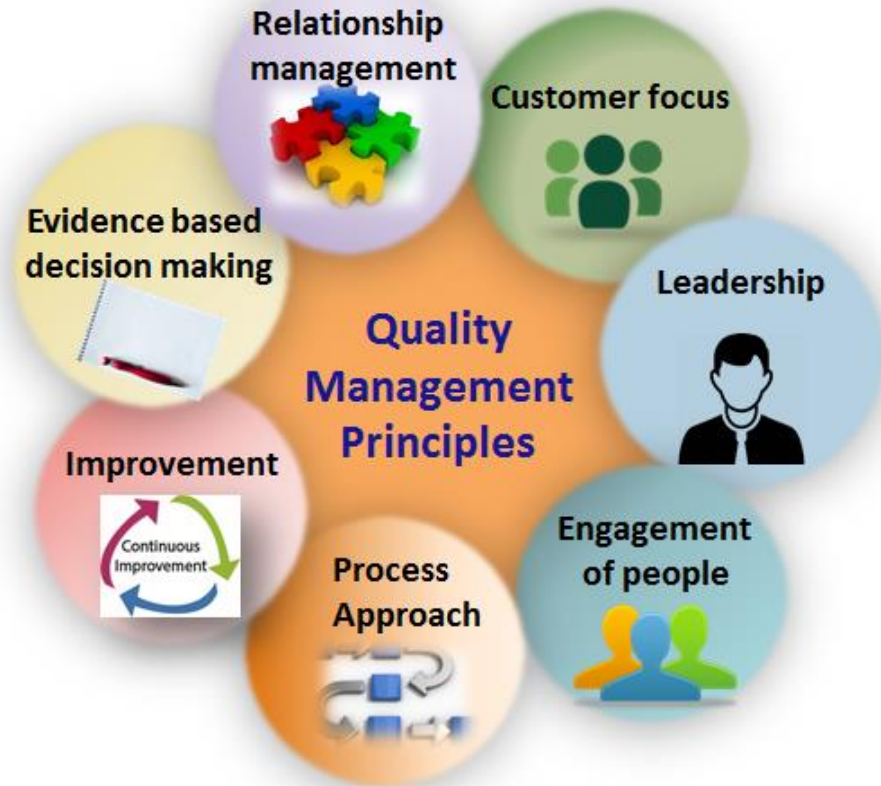 Relationship
management
Customer focus
Leadership
Engagement
of people
Process
Approach
Improvement
Continuous
Improvement
Evidence based
decision making
Quality
Management
Principles